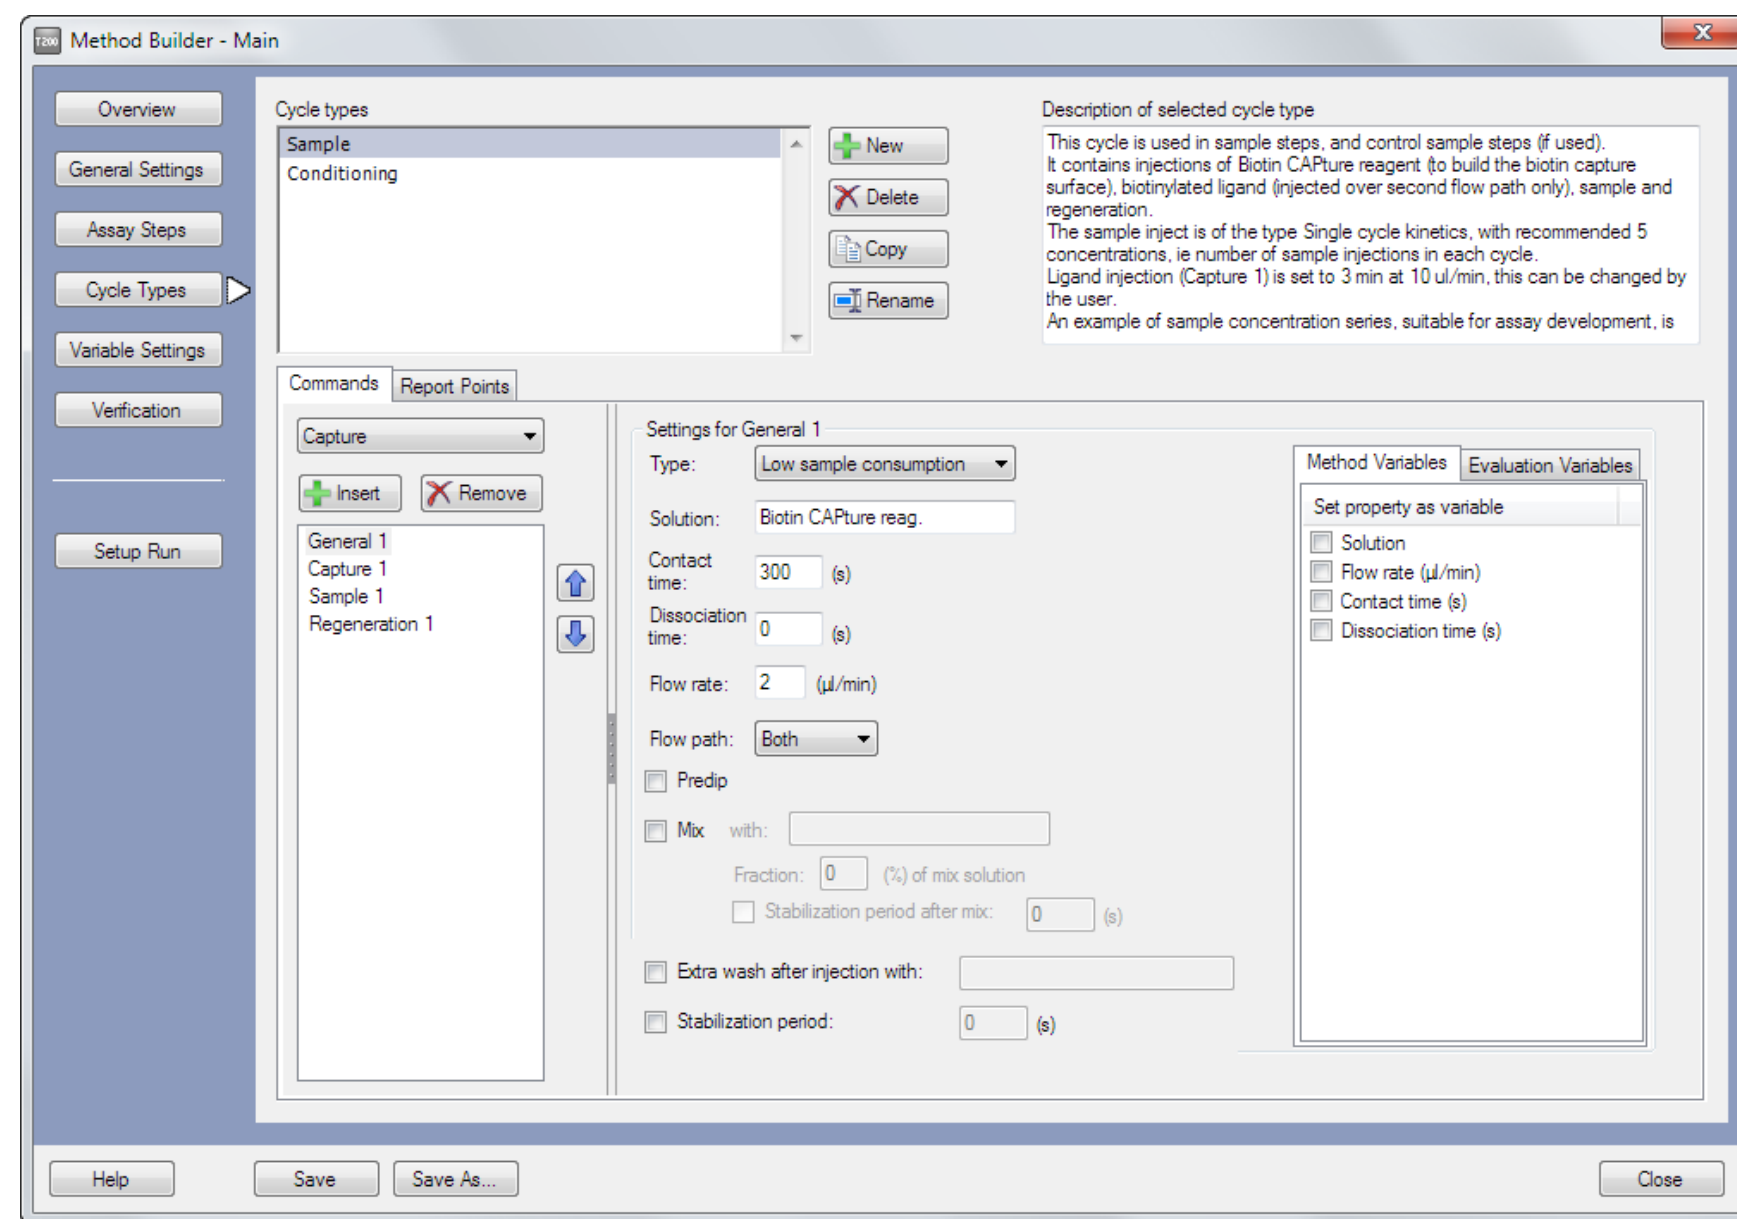 T200 Method Builder - Main
X
Overview
General Settings
Assay Steps
Cycle Types
Variable Settings
Verification
Setup Run
Cycle types
Sample
Conditioning
New
Delete
Copy
Rename
Description of selected cycle type
This cycle is used in sample steps, and control sample steps (if used).
It contains injections of Biotin CAPture reagent (to build the biotin capture
surface), biotinylated ligand (injected over second flow path only), sample and
regeneration.
The sample inject is of the type Single cycle kinetics, with recommended 5
concentrations, ie number of sample injections in each cycle.
Ligand injection (Capture 1) is set to 3 min at 10 ul/min, this can be changed by
the user.
An example of sample concentration series, suitable for assay development, is
Commands Report Points
Capture
Insert Remove
General 1
Capture 1
Sample 1
Regeneration 1
Settings for General 1
Type: Low sample consumption
Solution: Biotin CAPture reag.
Contact
time: 300 (s)
Dissociation
time: 0 (s)
Flow rate: 2 (µl/min)
Flow path: Both
Predip
Mix with:
Fraction: 0 (%) of mix solution
Stabilization period after mix: 0 (s)
Extra wash after injection with:
Stabilization period: 0 (s)
Method Variables Evaluation Variables
Set property as variable
Solution
Flow rate (µl/min)
Contact time (s)
Dissociation time (s)
Help Save Save As... Close